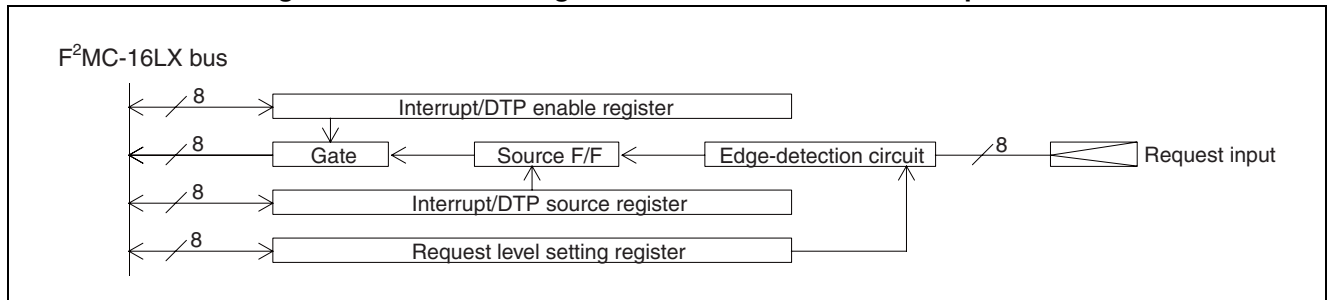 F²MC-16LX bus
8
Interrupt/DTP enable register
8
Gate
Source F/F
Edge-detection circuit
8
Request input
8
Interrupt/DTP source register
8
Request level setting register